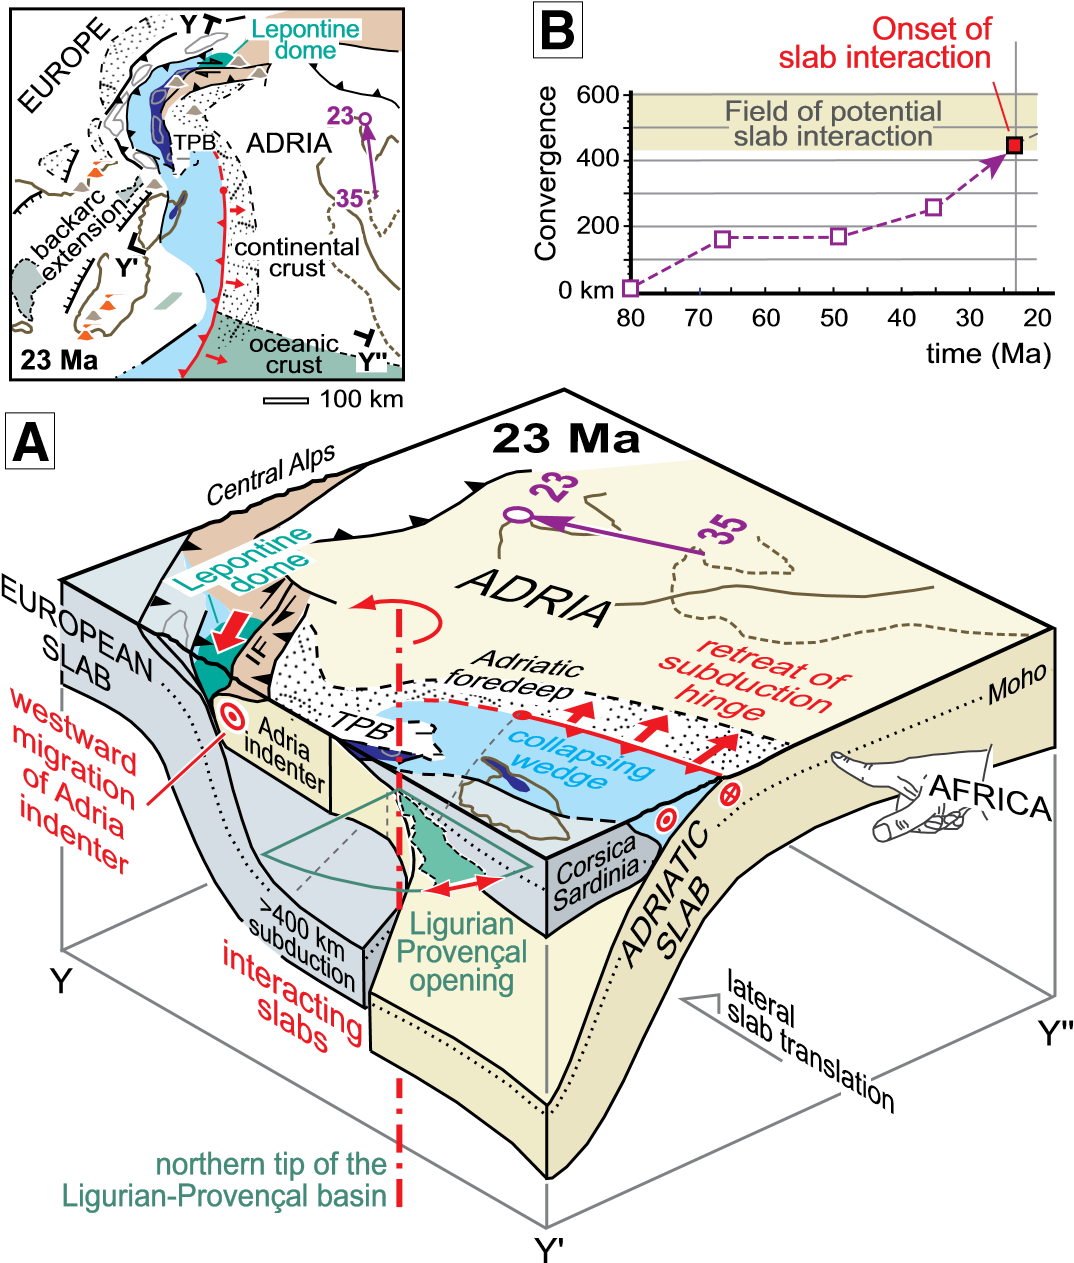 Y
EUROPE
Lepontine
dome
TPB
ADRIA
23
35
backarc
extension
Y'
continental
crust
oceanic
crust
Y"
23 Ma
100 km
B
Onset of
slab interaction
Convergence
600
400
200
0 km
Field of potential
slab interaction
80
70
60
50
40
30
20
time (Ma)
A
23 Ma
Central Alps
23
35
Lepontine
dome
ADRIA
EUROPEAN
SLAB
IF
Adriatic
foredeep
retreat of
subduction
hinge
Moho
westward
migration
of Adria
indenter
Adria
indenter
TPB
collapsing
wedge
AFRICA
Corsica
Sardinia
ADRIATIC
SLAB
>400 km
subduction
Ligurian
Provençal
opening
interacting
slabs
lateral
slab translation
Y
Y"
northern tip of the
Ligurian-Provençal basin
Y'